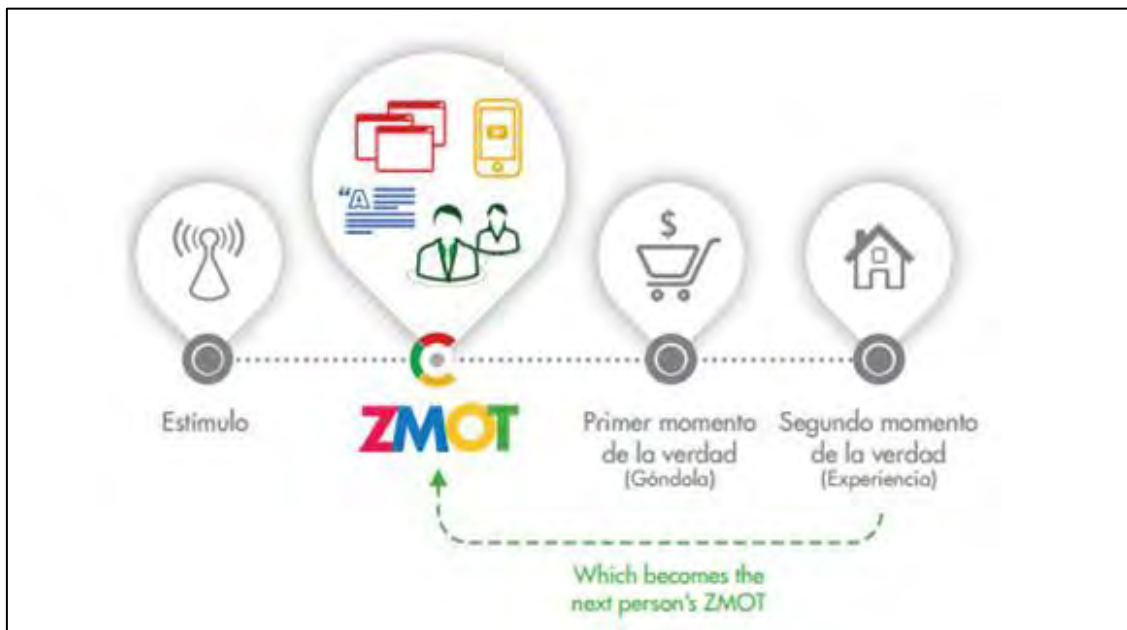 “A
Estímulo
ZMOT
Primer momento
de la verdad
(Góndola)
Segundo momento
de la verdad
(Experiencia)
Which becomes the
next person's ZMOT